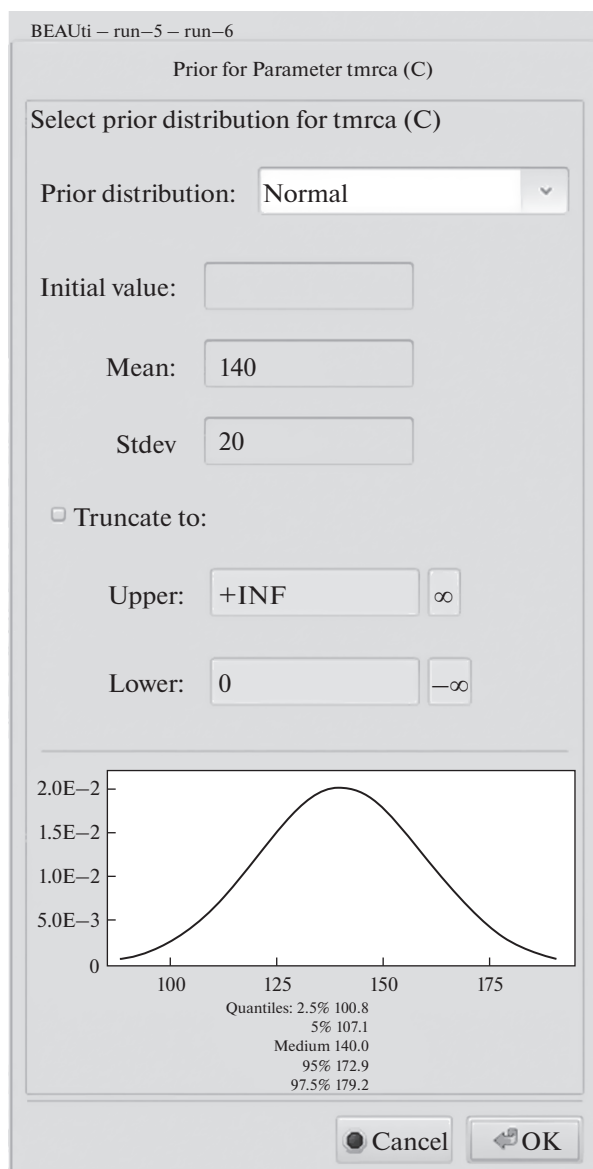 BEAUti – run–5 – run–6
Prior for Parameter tmrca (C)
Select prior distribution for tmrca (C)
Prior distribution: Normal
Initial value:
Mean: 140
Stdev 20
Truncate to:
Upper: +INF ∞
Lower: 0 –∞
2.0E–2
1.5E–2
1.0E–2
5.0E–3
0
100 125 150 175
Quantiles: 2.5% 100.8
5% 107.1
Medium 140.0
95% 172.9
97.5% 179.2
Cancel OK